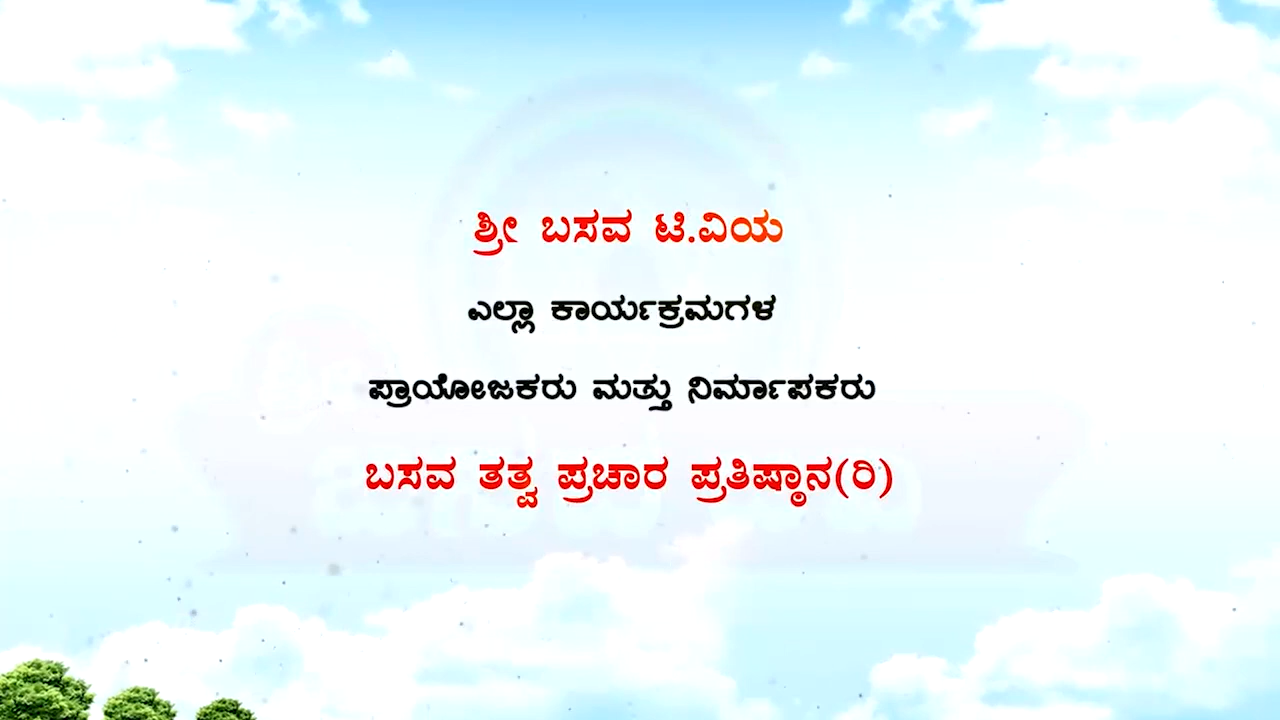 ಶ್ರೀ ಬಸವ ಟಿ.ವಿಯ
ಎಲ್ಲಾ ಕಾರ್ಯಕ್ರಮಗಳ
ಪ್ರಾಯೋಜಕರು ಮತ್ತು ನಿರ್ಮಾಪಕರು
ಬಸವ ತತ್ವ ಪ್ರಚಾರ ಪ್ರತಿಷ್ಠಾನ(ರಿ)